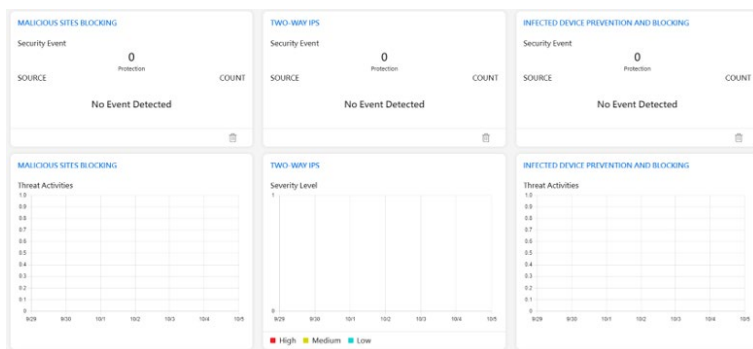 MALICIOUS SITES BLOCKING
Security Event
0
Protection
SOURCE COUNT
No Event Detected
TWO-WAY IPS
Security Event
0
Protection
SOURCE COUNT
No Event Detected
INFECTED DEVICE PREVENTION AND BLOCKING
Security Event
0
Protection
SOURCE COUNT
No Event Detected
MALICIOUS SITES BLOCKING
Threat Activities
1.0
0.9
0.8
0.7
0.6
0.5
0.4
0.3
0.2
0.1
0
9/29 9/30 10/1 10/2 10/3 10/4 10/5
TWO-WAY IPS
Severity Level
1
0
9/29 9/30 10/1 10/2 10/3 10/4 10/5
High Medium Low
INFECTED DEVICE PREVENTION AND BLOCKING
Threat Activities
1.0
0.9
0.8
0.7
0.6
0.5
0.4
0.3
0.2
0.1
0
9/29 9/30 10/1 10/2 10/3 10/4 10/5